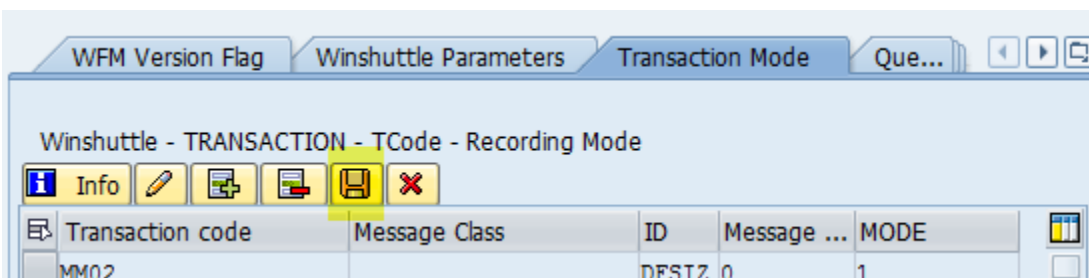 WFM Version Flag Winshuttle Parameters Transaction Mode Que...
Winshuttle - TRANSACTION - TCode - Recording Mode
Info
Transaction code Message Class ID Message ... MODE
MM02 DFSIZ 0 1